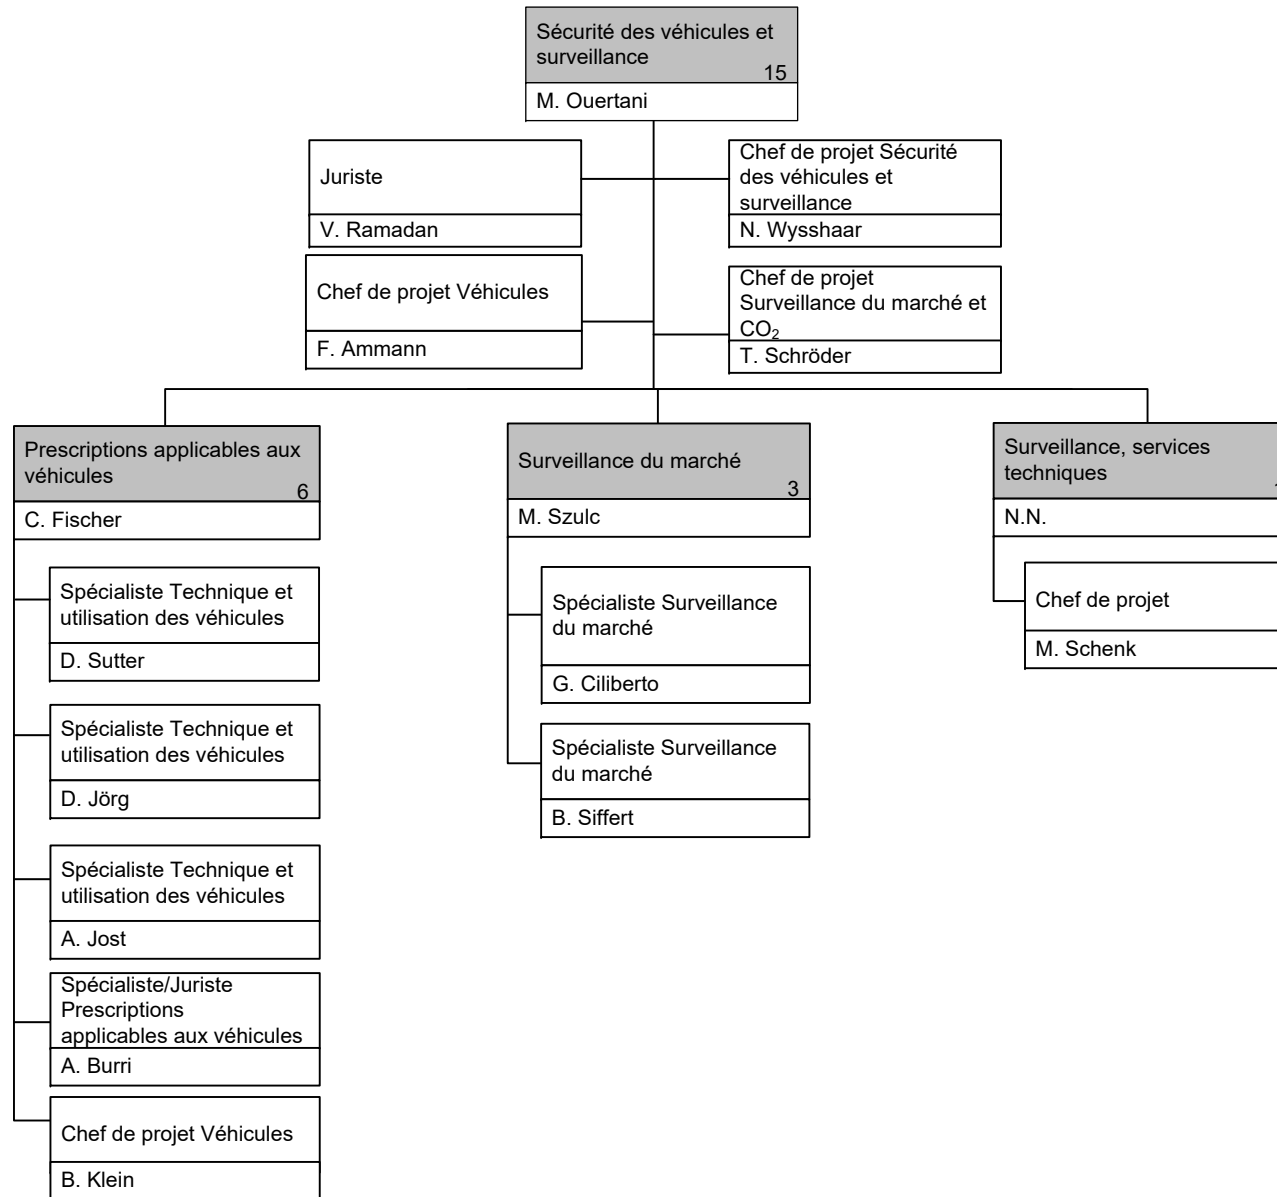 Sécurité des véhicules et
surveillance
15
M. Ouertani
Juriste
V. Ramadan
Chef de projet Sécurité
des véhicules et
surveillance
N. Wysshaar
Chef de projet Véhicules
F. Ammann
Chef de projet
Surveillance du marché et
CO₂
T. Schröder
Prescriptions applicables aux
véhicules
6
C. Fischer
Spécialiste Technique et
utilisation des véhicules
D. Sutter
Spécialiste Technique et
utilisation des véhicules
D. Jörg
Spécialiste Technique et
utilisation des véhicules
A. Jost
Spécialiste/Juriste
Prescriptions
applicables aux véhicules
A. Burri
Chef de projet Véhicules
B. Klein
Surveillance du marché
3
M. Szulc
Spécialiste Surveillance
du marché
G. Ciliberto
Spécialiste Surveillance
du marché
B. Siffert
Surveillance, services
techniques
N.N.
Chef de projet
M. Schenk